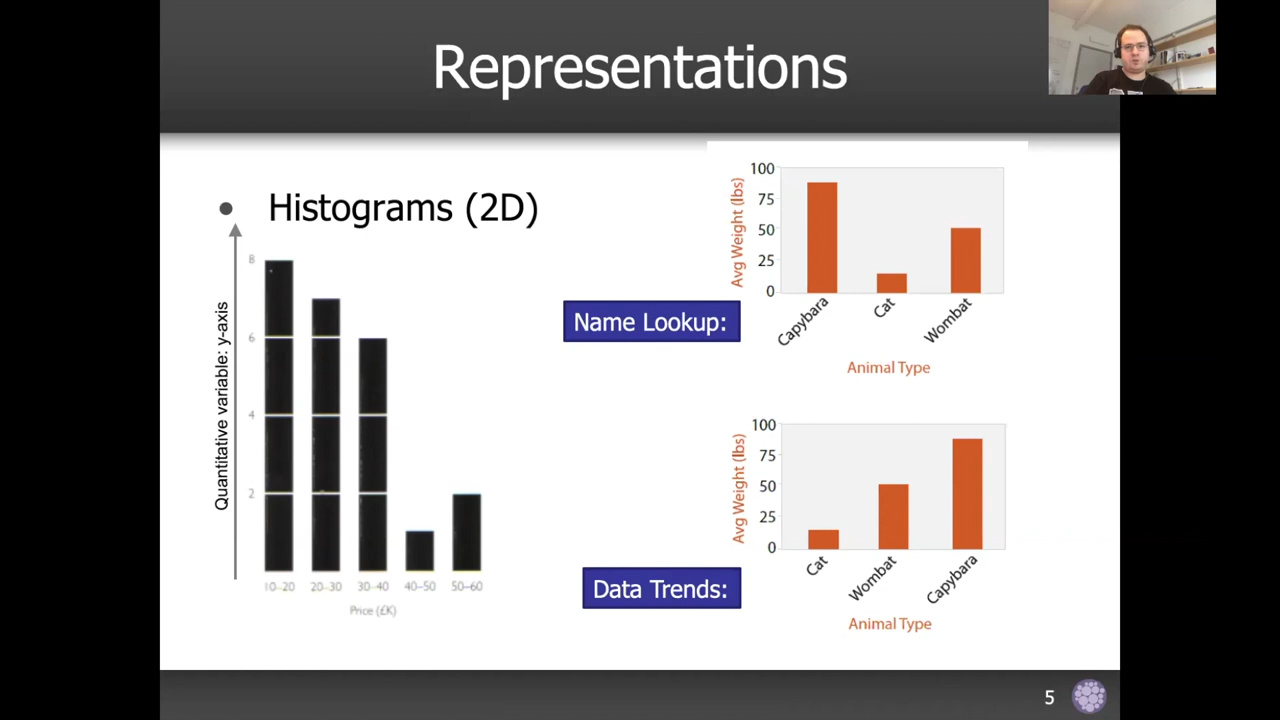 Representations
Histograms (2D)
Quantitative variable: y-axis
8
6
4
2
10–20 20–30 30–40 40–50 50–60
Price (£K)
Name Lookup:
Avg Weight (lbs)
100
75
50
25
0
Capybara Cat Wombat
Animal Type
Data Trends:
Avg Weight (lbs)
100
75
50
25
0
Cat Wombat Capybara
Animal Type
5